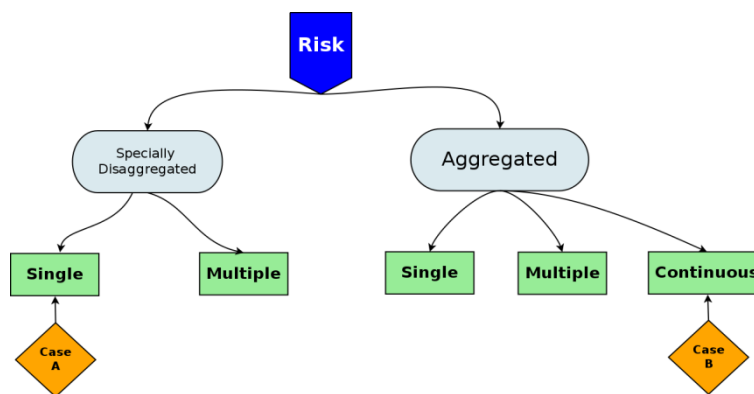 Risk
Specially
Disaggregated
Aggregated
Single
Multiple
Single
Multiple
Continuous
Case
A
Case
B